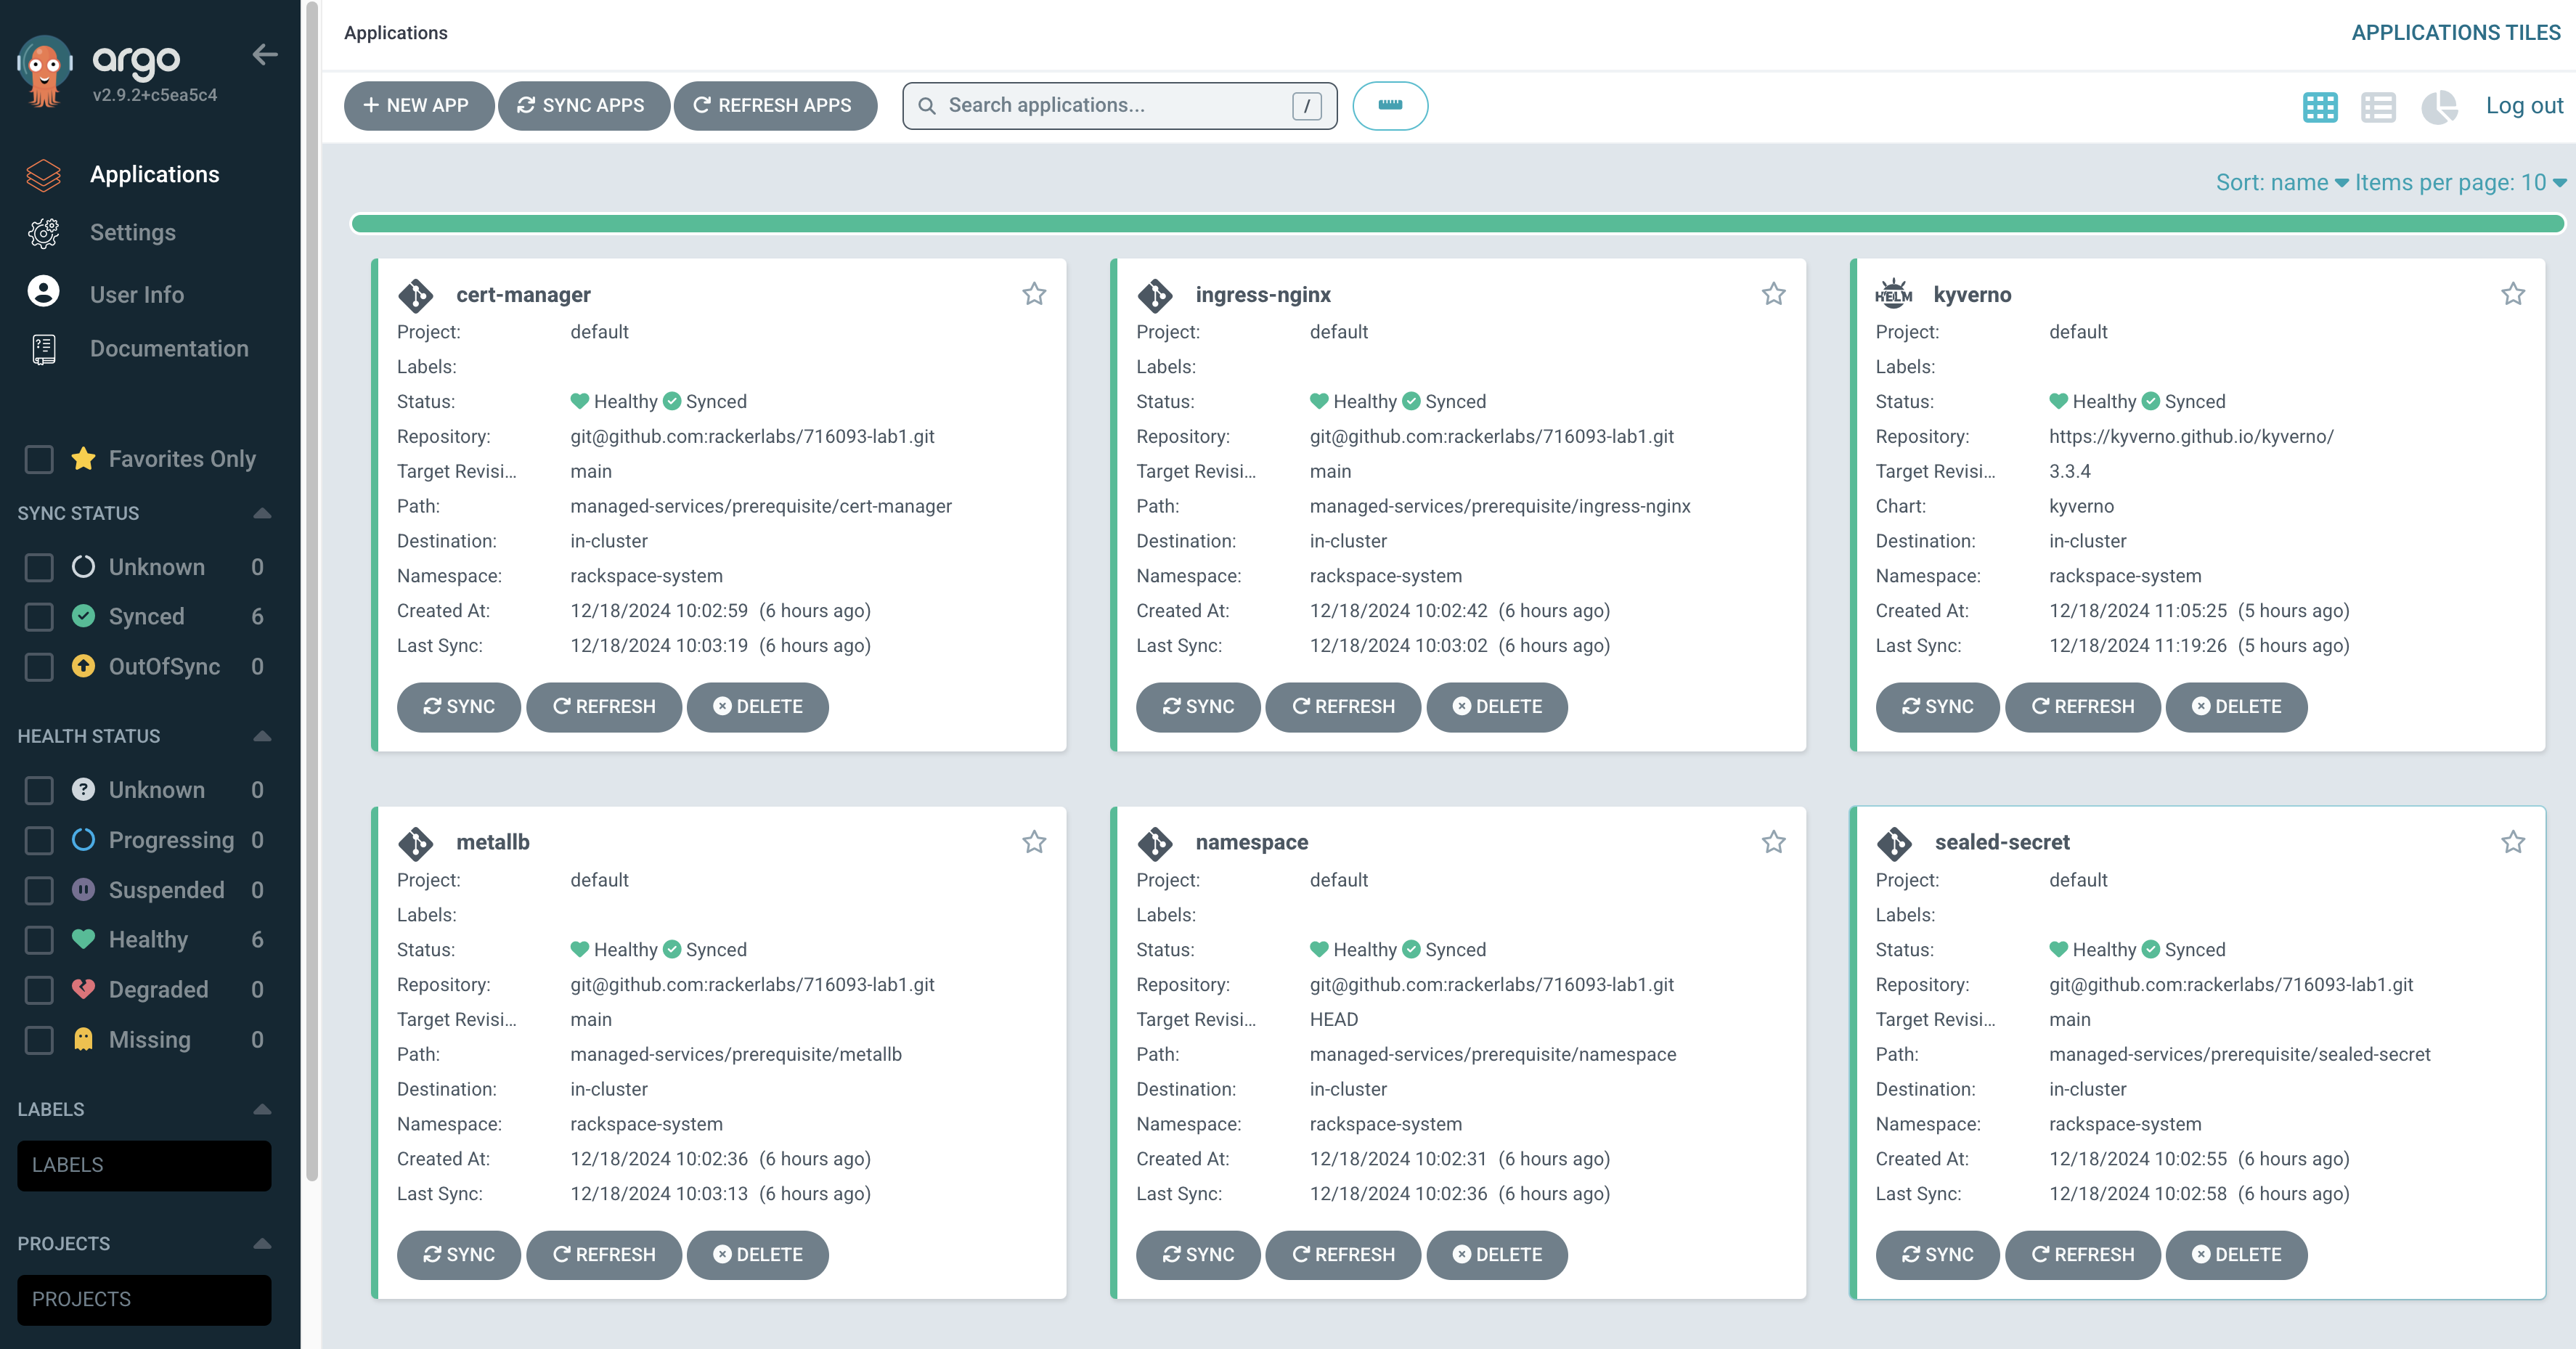 argo
v2.9.2+c5ea5c4
Applications
Settings
User Info
Documentation
Favorites Only
SYNC STATUS
Unknown 0
Synced 6
OutOfSync 0
HEALTH STATUS
Unknown 0
Progressing 0
Suspended 0
Healthy 6
Degraded 0
Missing 0
LABELS
LABELS
PROJECTS
PROJECTS
Applications
APPLICATIONS TILES
+ NEW APP SYNC APPS REFRESH APPS Search applications... / Log out
Sort: name Items per page: 10
cert-manager
Project: default
Labels:
Status: Healthy Synced
Repository: git@github.com:rackerlabs/716093-lab1.git
Target Revisi... main
Path: managed-services/prerequisite/cert-manager
Destination: in-cluster
Namespace: rackspace-system
Created At: 12/18/2024 10:02:59 (6 hours ago)
Last Sync: 12/18/2024 10:03:19 (6 hours ago)
SYNC REFRESH DELETE
ingress-nginx
Project: default
Labels:
Status: Healthy Synced
Repository: git@github.com:rackerlabs/716093-lab1.git
Target Revisi... main
Path: managed-services/prerequisite/ingress-nginx
Destination: in-cluster
Namespace: rackspace-system
Created At: 12/18/2024 10:02:42 (6 hours ago)
Last Sync: 12/18/2024 10:03:02 (6 hours ago)
SYNC REFRESH DELETE
HELM kyverno
Project: default
Labels:
Status: Healthy Synced
Repository: https://kyverno.github.io/kyverno/
Target Revisi... 3.3.4
Chart: kyverno
Destination: in-cluster
Namespace: rackspace-system
Created At: 12/18/2024 11:05:25 (5 hours ago)
Last Sync: 12/18/2024 11:19:26 (5 hours ago)
SYNC REFRESH DELETE
metallb
Project: default
Labels:
Status: Healthy Synced
Repository: git@github.com:rackerlabs/716093-lab1.git
Target Revisi... main
Path: managed-services/prerequisite/metallb
Destination: in-cluster
Namespace: rackspace-system
Created At: 12/18/2024 10:02:36 (6 hours ago)
Last Sync: 12/18/2024 10:03:13 (6 hours ago)
SYNC REFRESH DELETE
namespace
Project: default
Labels:
Status: Healthy Synced
Repository: git@github.com:rackerlabs/716093-lab1.git
Target Revisi... HEAD
Path: managed-services/prerequisite/namespace
Destination: in-cluster
Namespace: rackspace-system
Created At: 12/18/2024 10:02:31 (6 hours ago)
Last Sync: 12/18/2024 10:02:36 (6 hours ago)
SYNC REFRESH DELETE
sealed-secret
Project: default
Labels:
Status: Healthy Synced
Repository: git@github.com:rackerlabs/716093-lab1.git
Target Revisi... main
Path: managed-services/prerequisite/sealed-secret
Destination: in-cluster
Namespace: rackspace-system
Created At: 12/18/2024 10:02:55 (6 hours ago)
Last Sync: 12/18/2024 10:02:58 (6 hours ago)
SYNC REFRESH DELETE